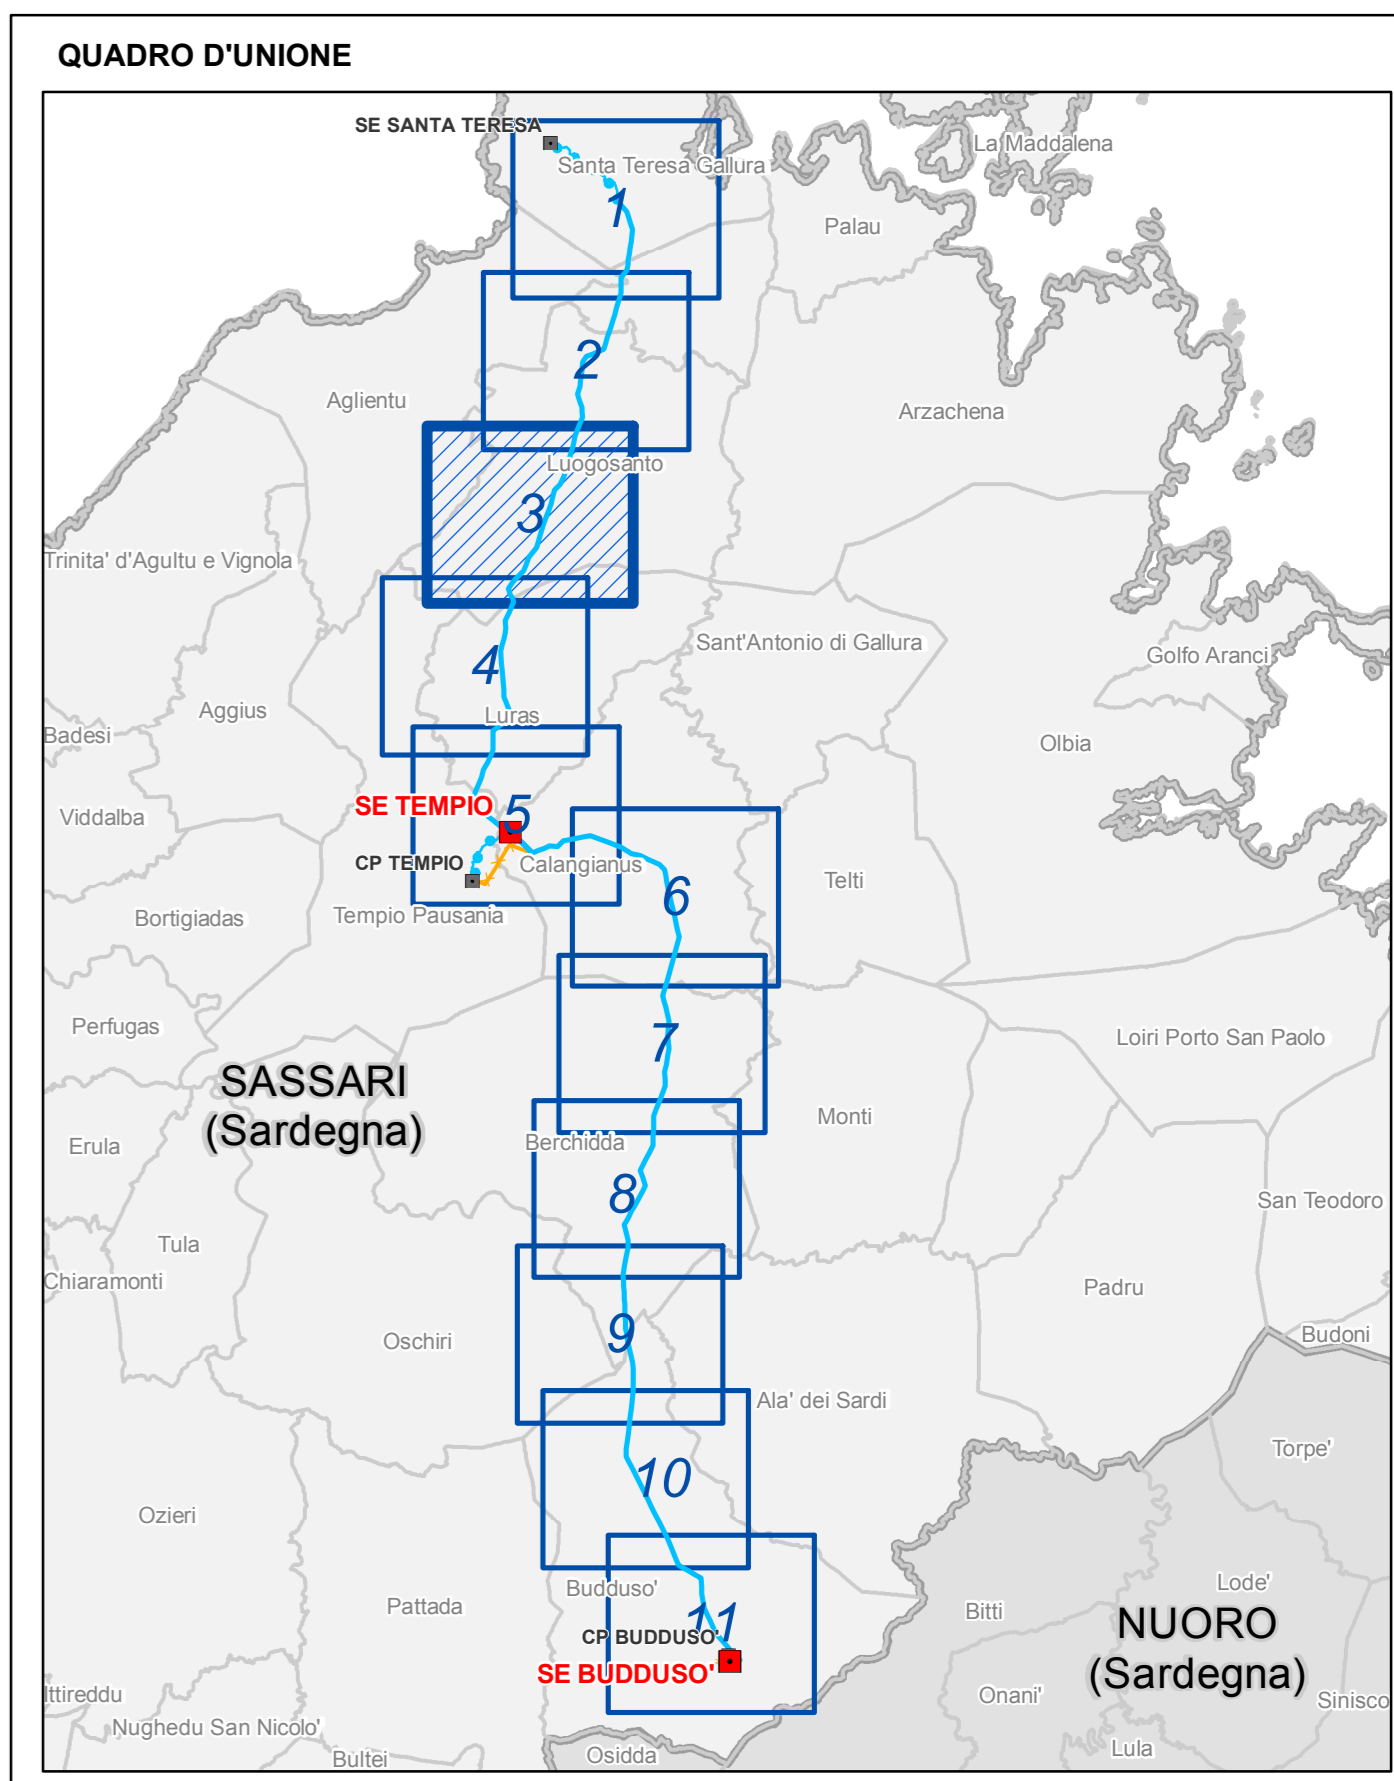 QUADRO D'UNIONE
SE SANTA TERESA
La Maddalena
Santa Teresa Gallura
1
Palau
2
Aglientu
Arzachena
Luogosanto
3
Trinita' d'Agultu e Vignola
Sant'Antonio di Gallura
Golfo Aranci
4
Aggius
Luras
Badesi
Olbia
SE TEMPIO
5
Viddalba
CP TEMPIO
Calangianus
Telti
6
Bortigiadas
Tempio Pausania
Perfugas
Loiri Porto San Paolo
7
SASSARI
(Sardegna)
Monti
Erula
Berchidda
8
San Teodoro
Tula
Chiaramonti
Padru
Oschiri
9
Budoni
Ala' dei Sardi
Torpe'
10
Ozieri
Budduso'
Lode'
Pattada
11
Bitti
NUORO
(Sardegna)
CP BUDDUSO'
SE BUDDUSO'
Ittireddu
Onani'
Sinisco
Nughedu San Nicolo'
Bultei
Osidda
Lula